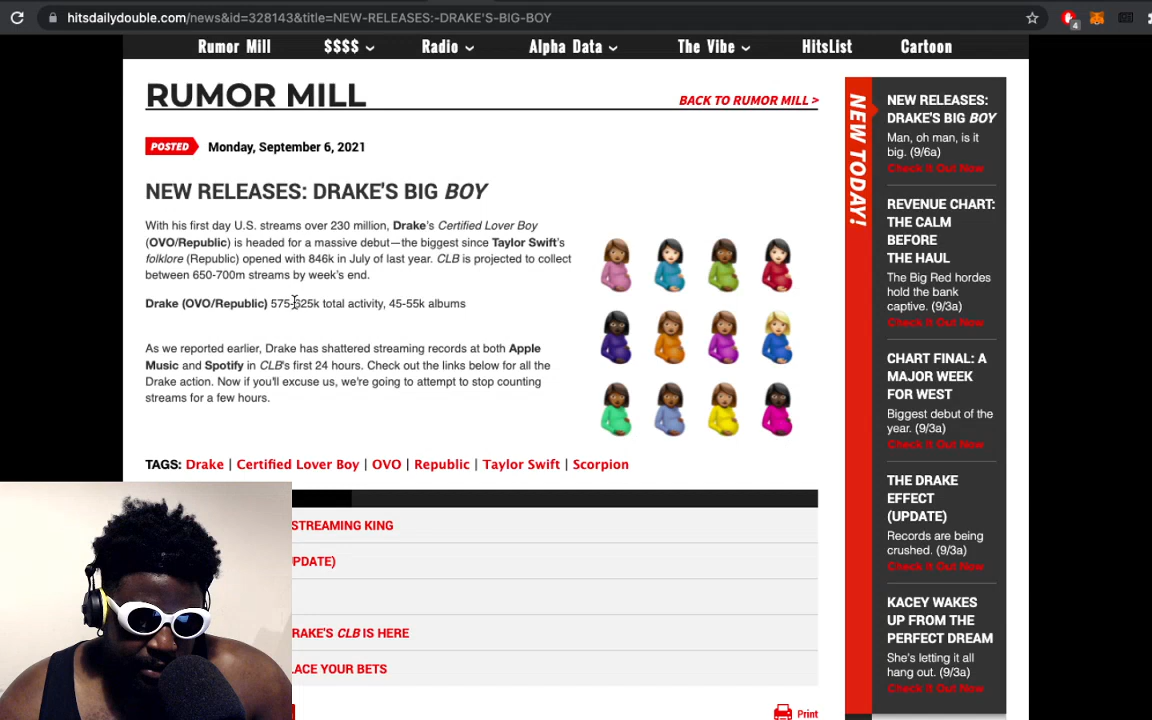 hitsdailydouble.com/news&id=328143&title=NEW-RELEASES:-DRAKE'S-BIG-BOY
4
Rumor Mill $$$$ Radio Alpha Data The Vibe HitsList Cartoon
RUMOR MILL
BACK TO RUMOR MILL >
POSTED Monday, September 6, 2021
NEW RELEASES: DRAKE'S BIG BOY
With his first day U.S. streams over 230 million, Drake's Certified Lover Boy
(OVO/Republic) is headed for a massive debut—the biggest since Taylor Swift's
folklore (Republic) opened with 846k in July of last year. CLB is projected to collect
between 650-700m streams by week's end.
Drake (OVO/Republic) 575-625k total activity, 45-55k albums
As we reported earlier, Drake has shattered streaming records at both Apple
Music and Spotify in CLB's first 24 hours. Check out the links below for all the
Drake action. Now if you'll excuse us, we're going to attempt to stop counting
streams for a few hours.
TAGS: Drake | Certified Lover Boy | OVO | Republic | Taylor Swift | Scorpion
STREAMING KING
PDATE)
RAKE'S CLB IS HERE
LACE YOUR BETS
Print
NEW TODAY!
NEW RELEASES:
DRAKE'S BIG BOY
Man, oh man, is it
big. (9/6a)
Check It Out Now
REVENUE CHART:
THE CALM
BEFORE
THE HAUL
The Big Red hordes
hold the bank
captive. (9/3a)
Check It Out Now
CHART FINAL: A
MAJOR WEEK
FOR WEST
Biggest debut of the
year. (9/3a)
Check It Out Now
THE DRAKE
EFFECT
(UPDATE)
Records are being
crushed. (9/3a)
Check It Out Now
KACEY WAKES
UP FROM THE
PERFECT DREAM
She's letting it all
hang out. (9/3a)
Check It Out Now